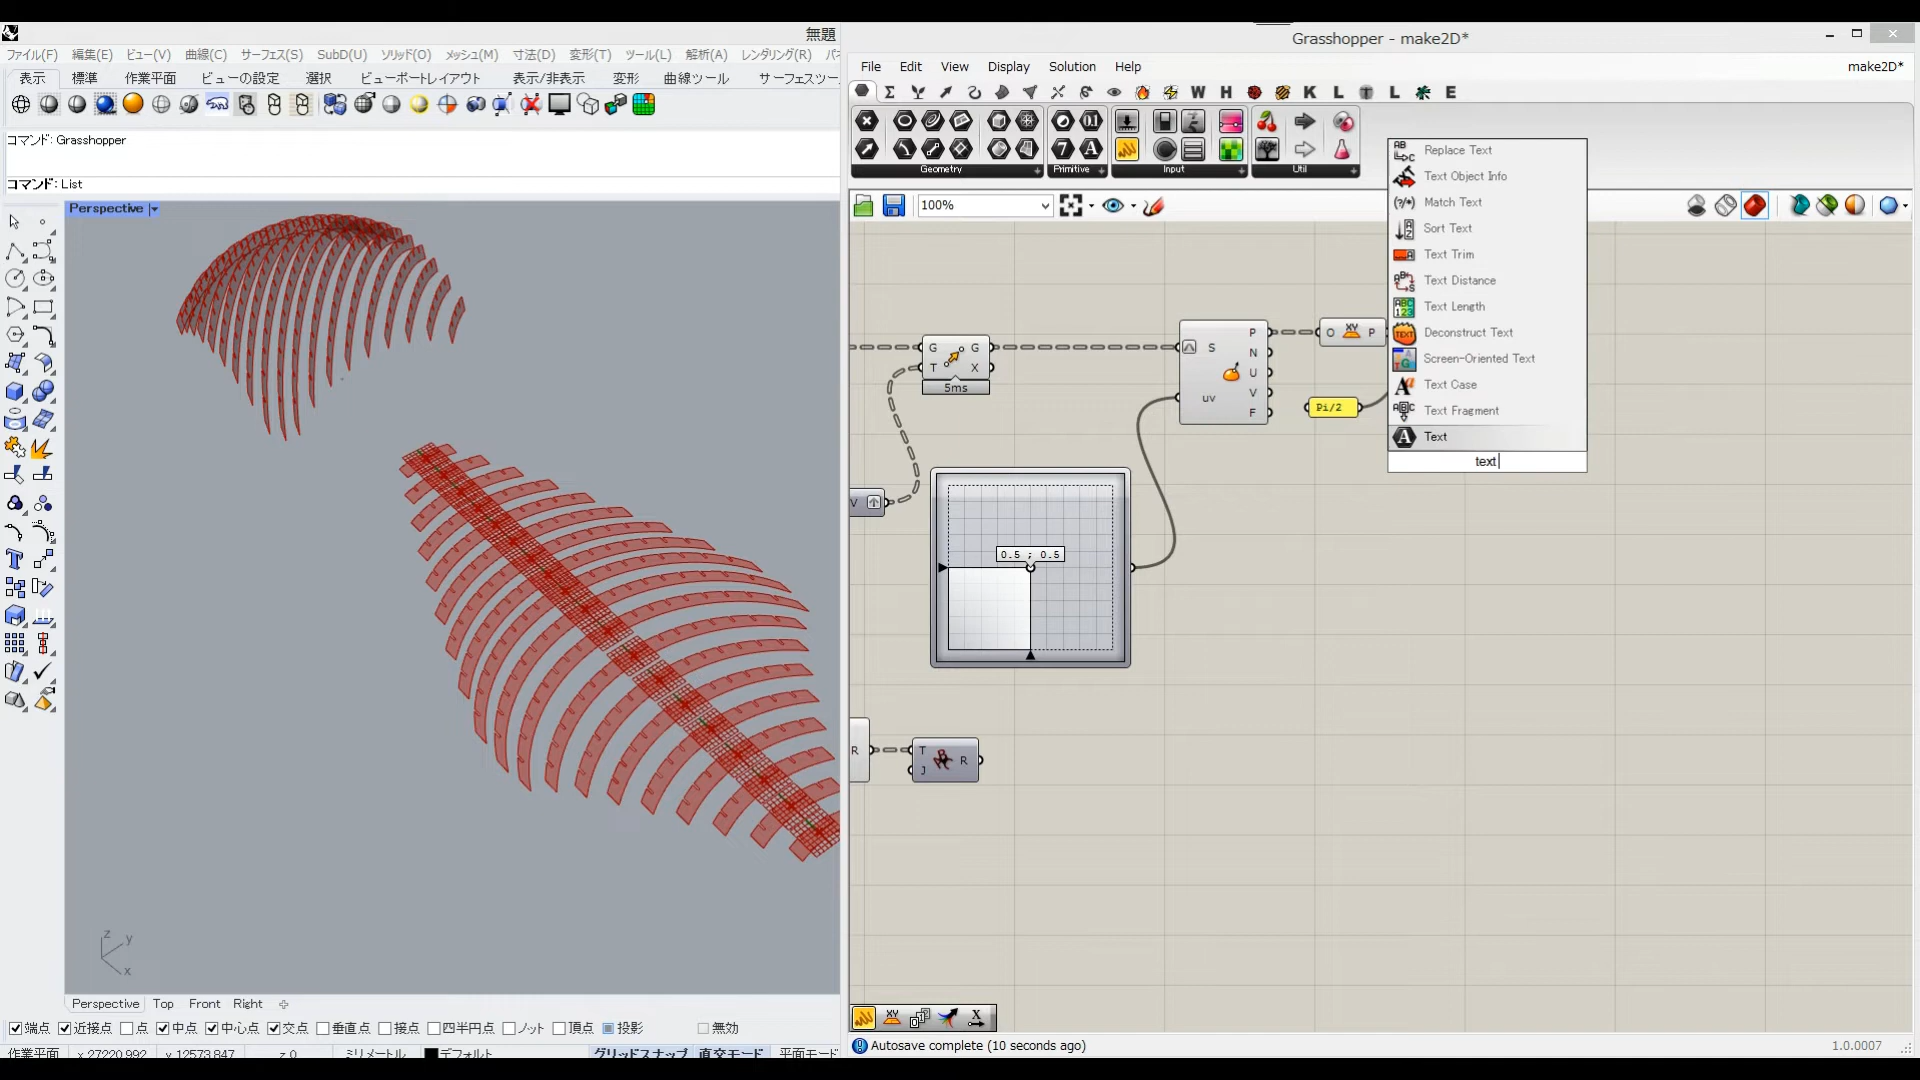 無題
ファイル(F) 編集(E) ビュー(V) 曲線(C) サーフェス(S) SubD(U) ソリッド(O) メッシュ(M) 寸法(D) 変形(T) ツール(L) 解析(A) レンダリング(R)
表示 標準 作業平面 ビューの設定 選択 ビューポートレイアウト 表示/非表示 変形 曲線ツール サーフェスツー
コマンド: Grasshopper
コマンド: List
Perspective
z
y
x
Perspective Top Front Right
端点 近接点 点 中点 中心点 交点 垂直点 接点 四半円点 ノット 頂点 投影 無効
作業平面 x 27220.992 y 12573.847 z 0 ミリメートル デフォルト グリッドスナップ 直交モード 平面モード
Grasshopper - make2D*
File Edit View Display Solution Help
make2D*
W H K L T L E
Geometry Primitive Input Util
100%
Replace Text
Text Object Info
Match Text
Sort Text
Text Trim
Text Distance
Text Length
Deconstruct Text
Screen-Oriented Text
Text Case
Text Fragment
Text
text
G G
T X
5ms
S
uv
P
N
U
V
F
O XY P
Pi/2
V
0.5 ; 0.5
R
T
J
R
Autosave complete (10 seconds ago)
1.0.0007